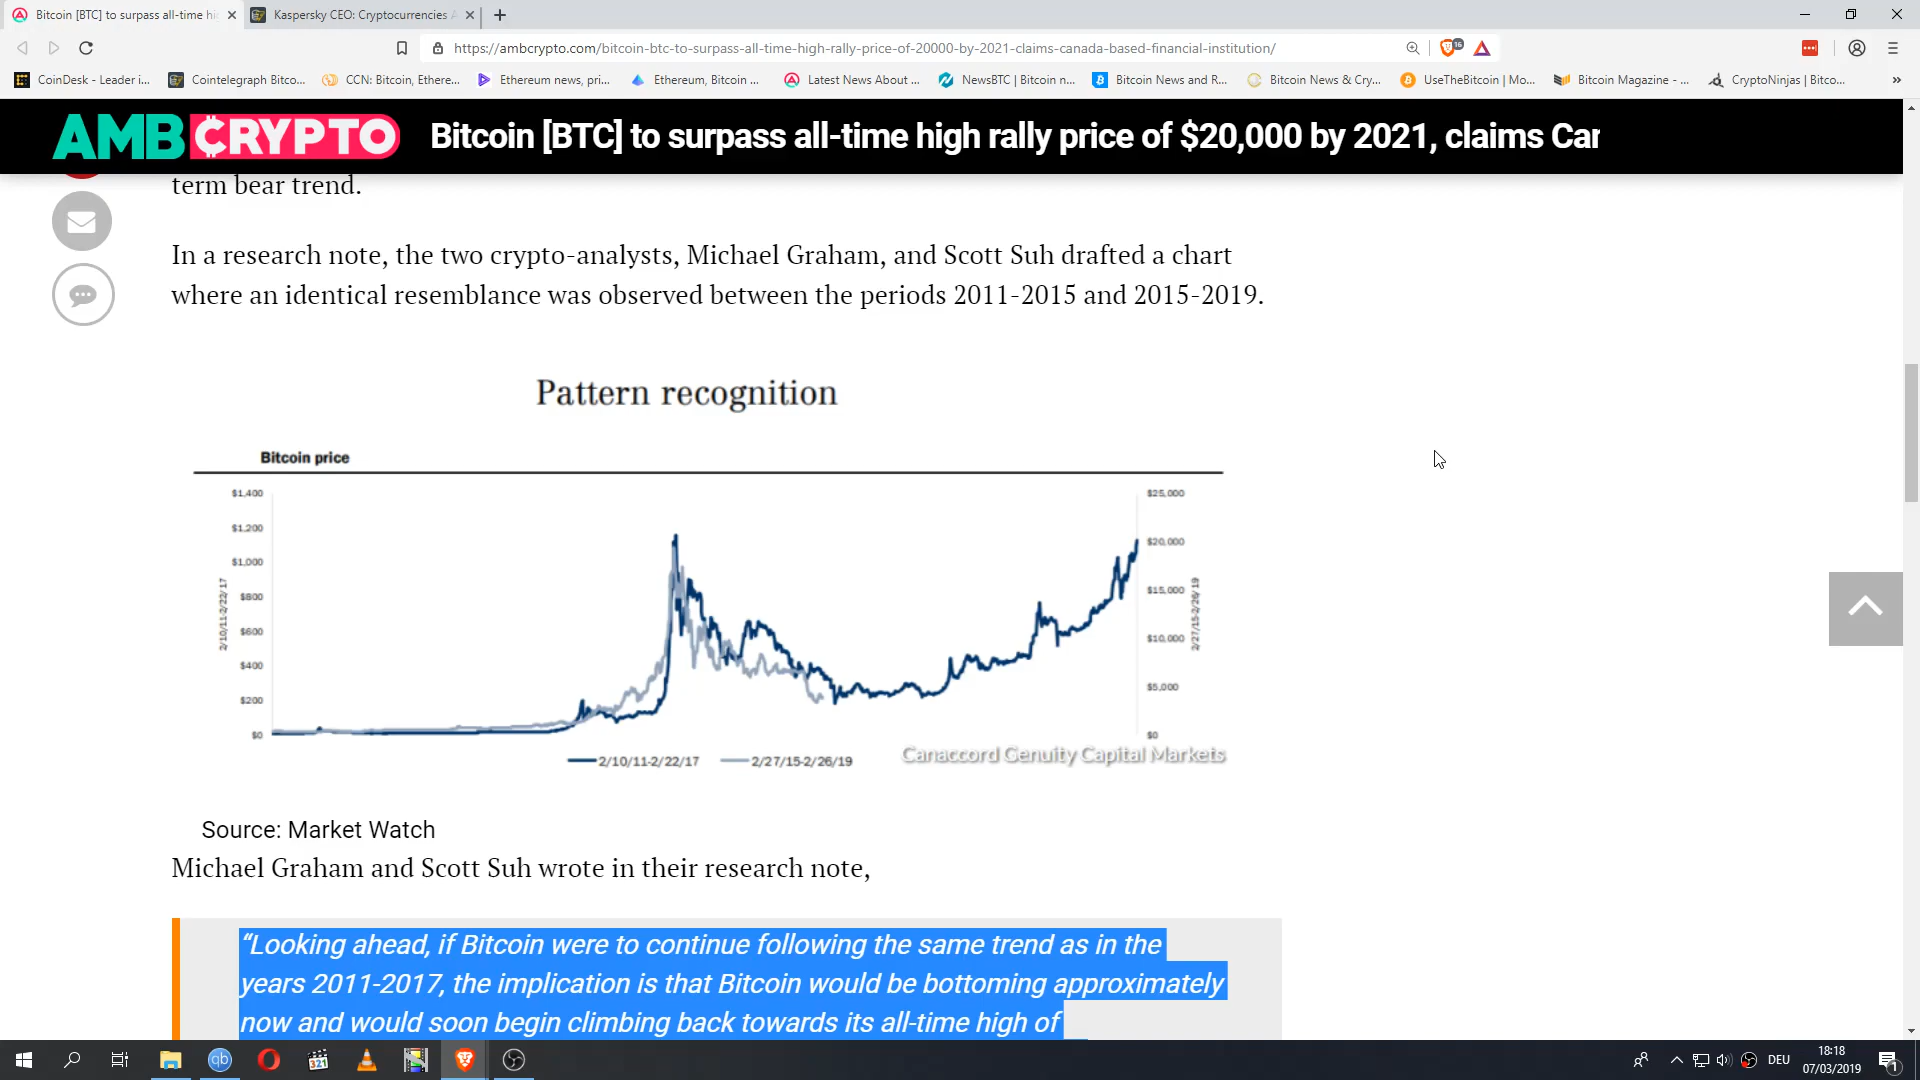 Bitcoin [BTC] to surpass all-time hi
Kaspersky CEO: Cryptocurrencies A
https://ambcrypto.com/bitcoin-btc-to-surpass-all-time-high-rally-price-of-20000-by-2021-claims-canada-based-financial-institution/
16
CoinDesk - Leader i...
Cointelegraph Bitco...
CCN: Bitcoin, Ethere...
Ethereum news, pri...
Ethereum, Bitcoin ...
Latest News About ...
NewsBTC | Bitcoin n...
Bitcoin News and R...
Bitcoin News & Cry...
UseTheBitcoin | Mo...
Bitcoin Magazine - ...
CryptoNinjas | Bitco...
»
AMBCRYPTO
Bitcoin [BTC] to surpass all-time high rally price of $20,000 by 2021, claims Can
term bear trend.
In a research note, the two crypto-analysts, Michael Graham, and Scott Suh drafted a chart
where an identical resemblance was observed between the periods 2011-2015 and 2015-2019.
Pattern recognition
Bitcoin price
$1,400
$1,200
$1,000
$800
$600
$400
$200
$0
2/10/11-2/22/17
$25,000
$20,000
$15,000
$10,000
$5,000
$0
2/27/15-2/26/19
2/10/11-2/22/17
2/27/15-2/26/19
Canaccord Genuity Capital Markets
Source: Market Watch
Michael Graham and Scott Suh wrote in their research note,
“Looking ahead, if Bitcoin were to continue following the same trend as in the
years 2011-2017, the implication is that Bitcoin would be bottoming approximately
now and would soon begin climbing back towards its all-time high of
qb
321
DEU
18:18
07/03/2019
1